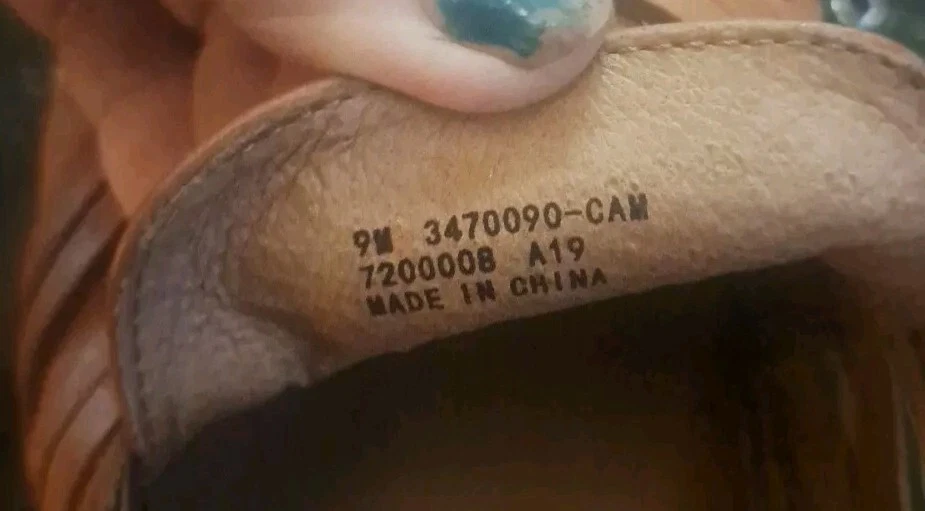 9M 3470090-CAM
7200008 A19
MADE IN CHINA